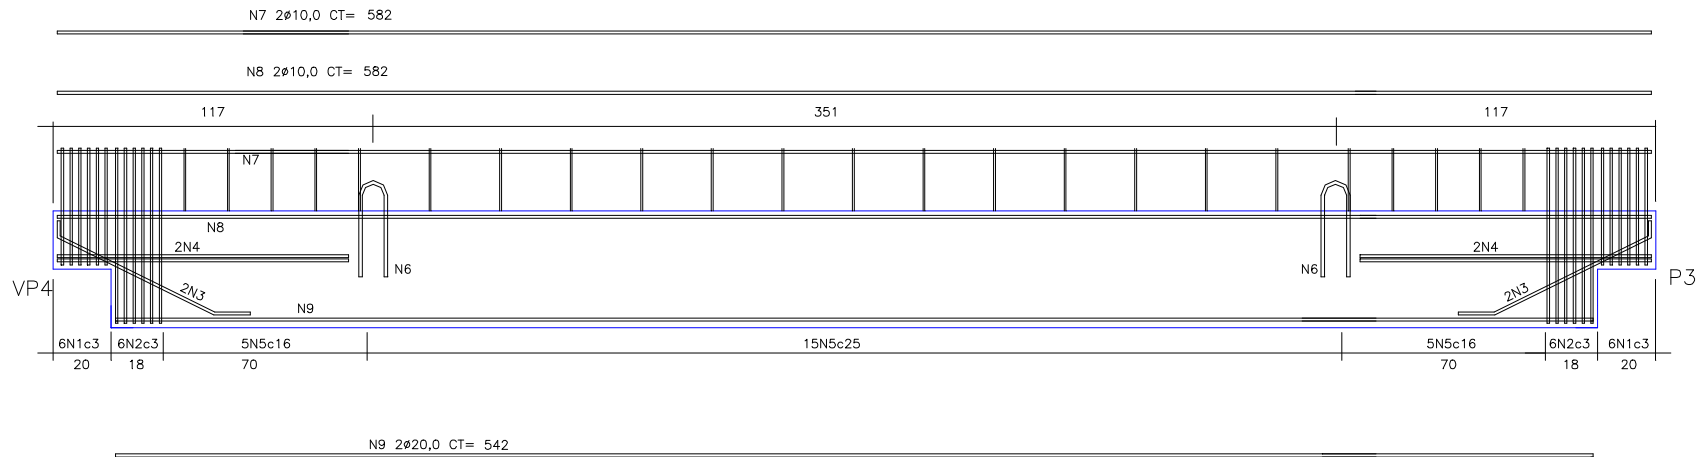 N7 2ø10,0 CT= 582
N8 2ø10,0 CT= 582
117 351 117
N7
N8
2N4 2N4
N6 N6
VP4 P3
2N3 2N3
N9
6N1c3 6N2c3 5N5c16 15N5c25 5N5c16 6N2c3 6N1c3
20 18 70 70 18 20
N9 2ø20,0 CT= 542